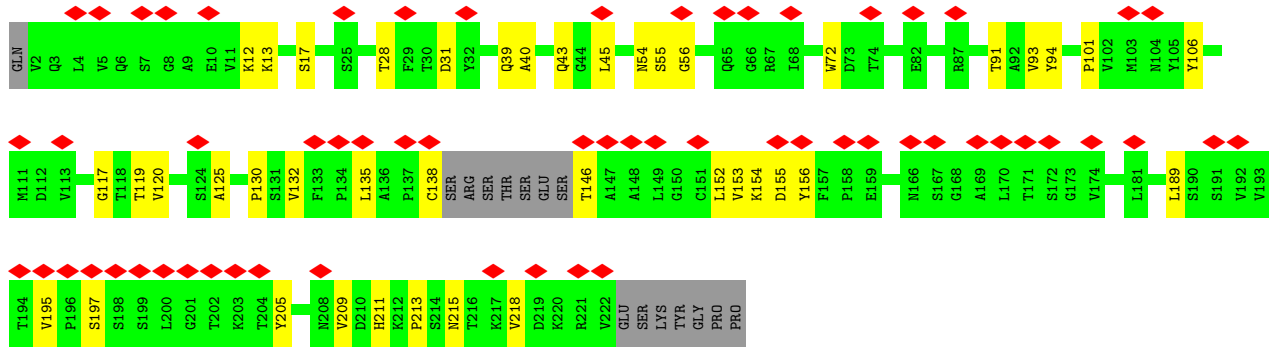 GLN V2 Q3 L4 V5 Q6 S7 G8 A9 E10 V11 K12 K13 S17 S25 T28 F29 T30 D31 Y32 Q39 A40 Q43 G44 L45 N54 S55 G56 Q65 G66 R67 I68 W72 D73 T74 E82 R87 T91 A92 V93 Y94 P101 V102 M103 N104 Y105 Y106
M111 D112 V113 G117 T118 T119 V120 S124 A125 P130 S131 V132 F133 P134 L135 A136 P137 C138 SER ARG SER THR SER GLU SER T146 A147 A148 L149 G150 C151 L152 V153 K154 D155 Y156 F157 P158 E159 N166 S167 G168 A169 L170 T171 S172 G173 V174 L181 L189 S190 S191 V192 V193
T194 V195 P196 S197 S198 S199 L200 G201 T202 K203 T204 Y205 N208 V209 D210 H211 K212 P213 S214 N215 T216 K217 V218 D219 K220 R221 V222 GLU SER LYS TYR GLY PRO PRO